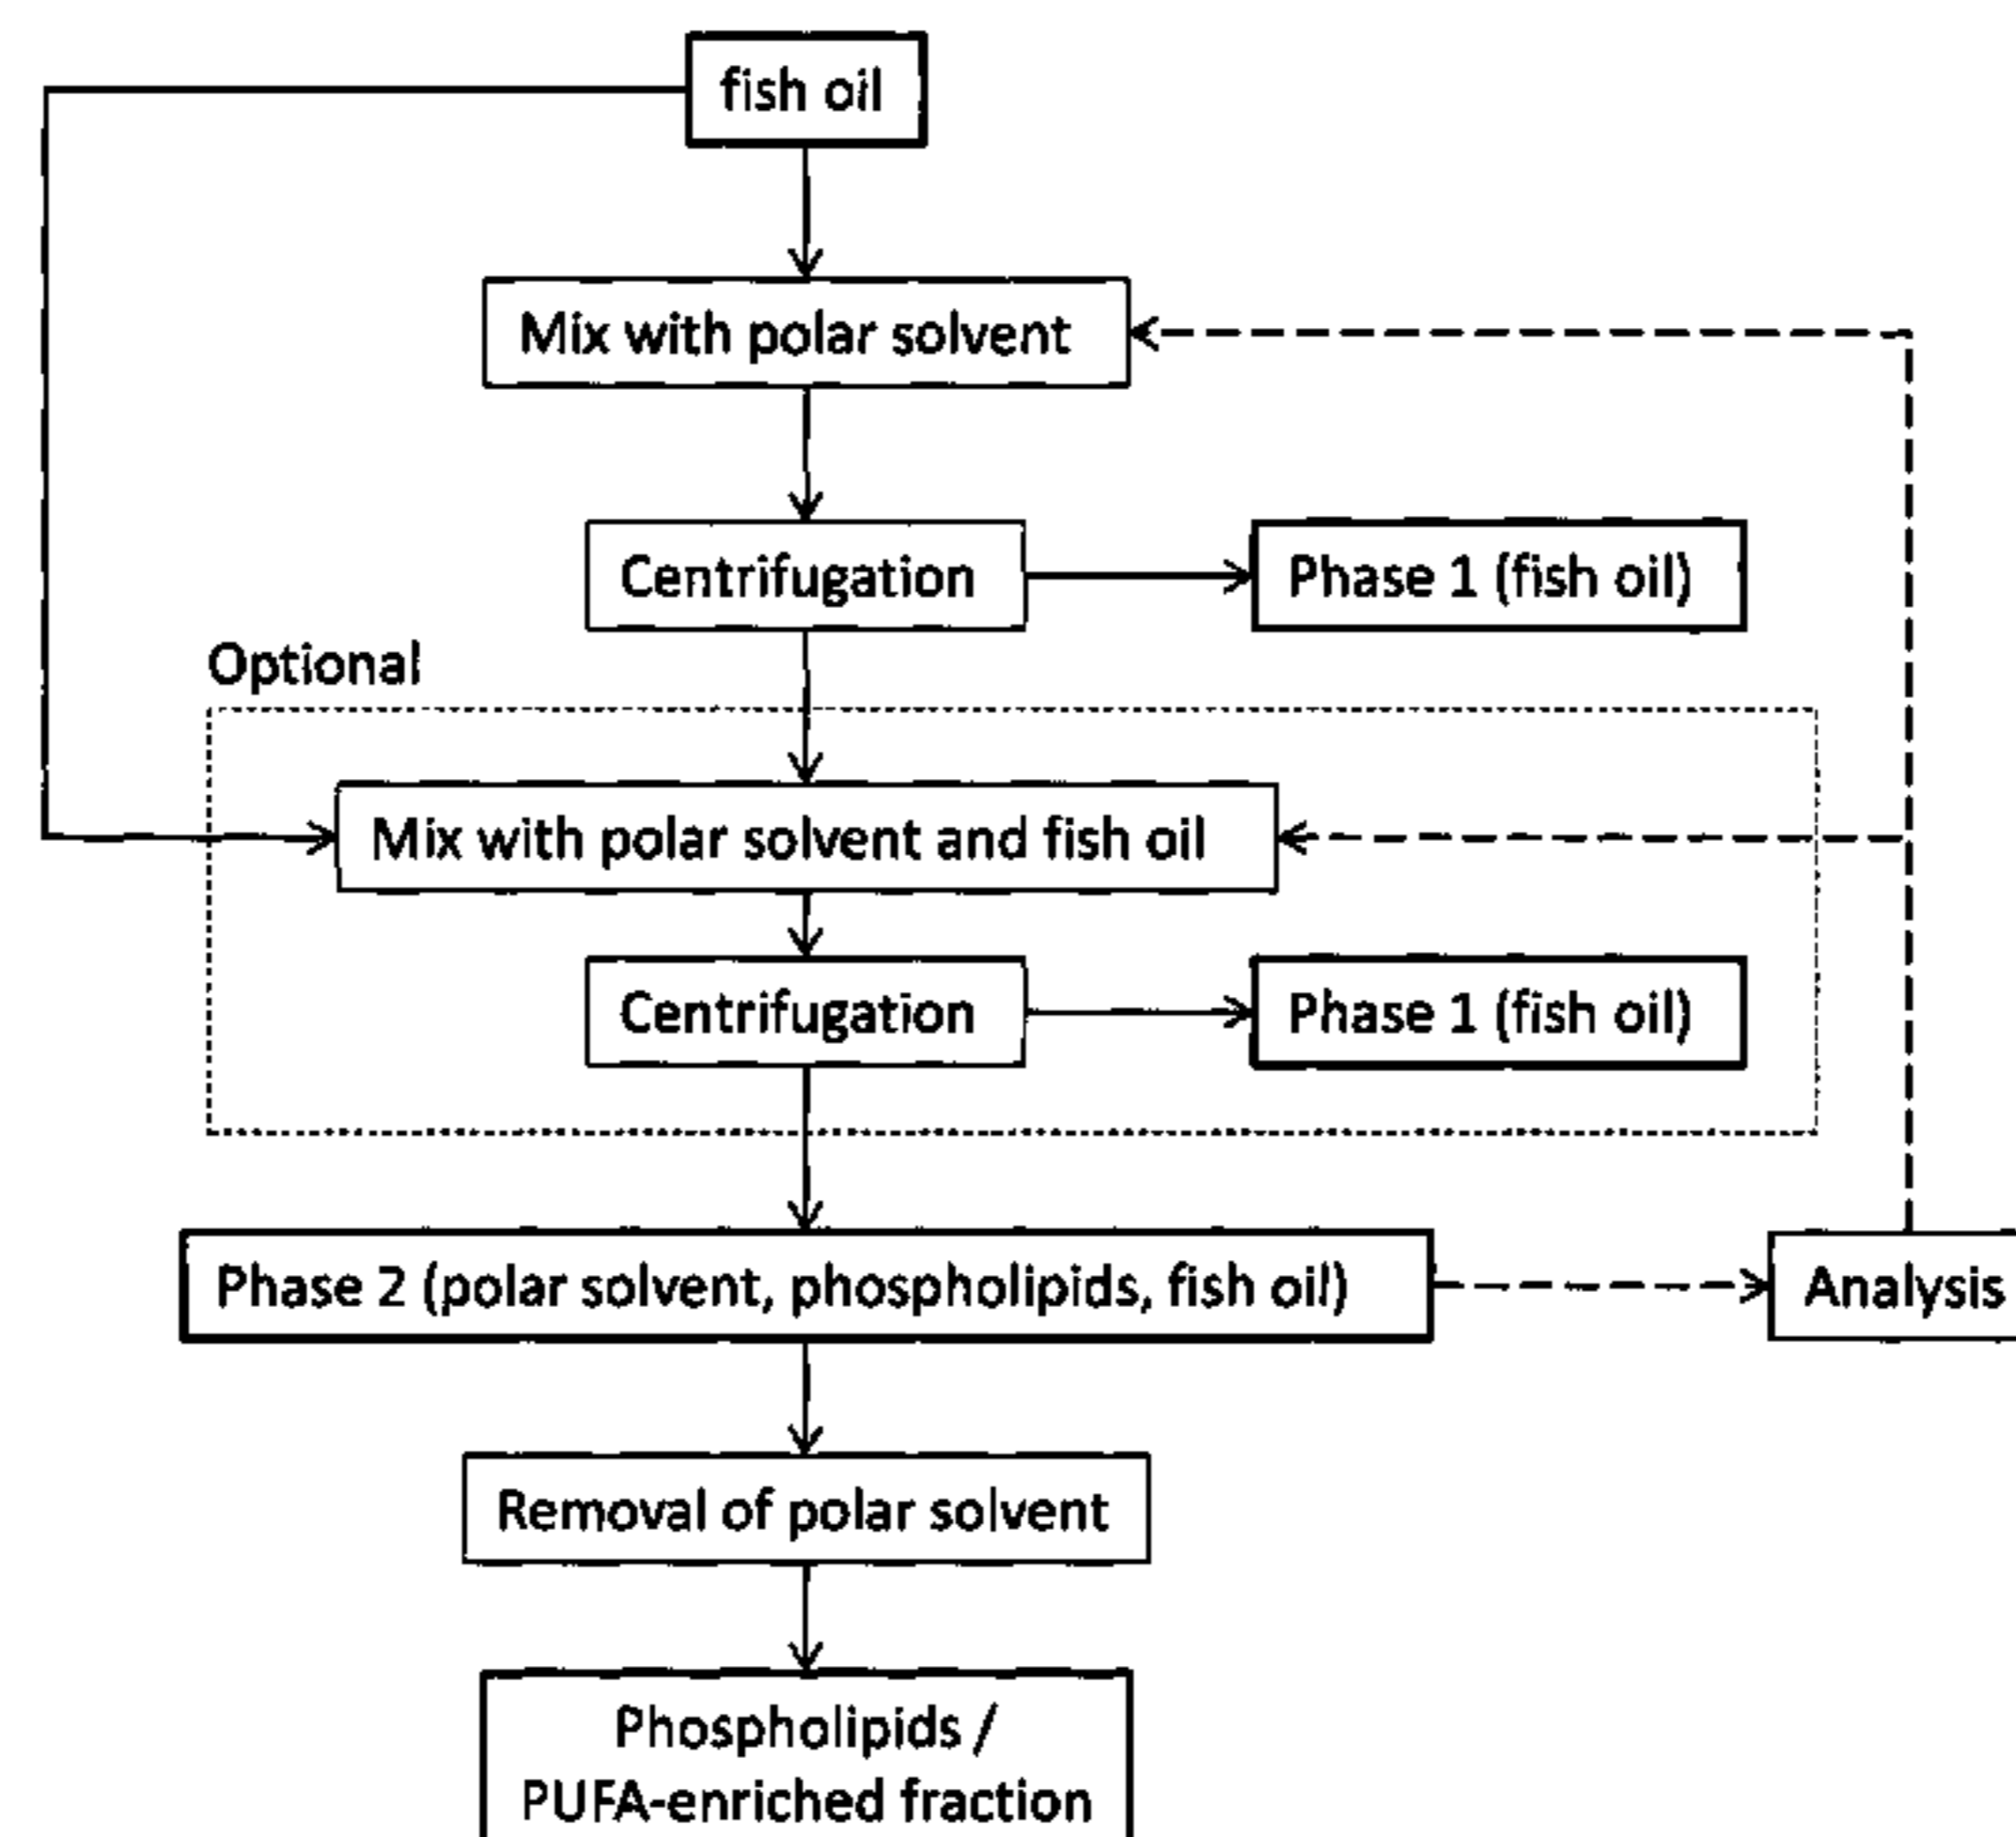 fish oil
Mix with polar solvent
Centrifugation
Phase 1 (fish oil)
Optional
Mix with polar solvent and fish oil
Centrifugation
Phase 1 (fish oil)
Phase 2 (polar solvent, phospholipids, fish oil)
Analysis
Removal of polar solvent
Phospholipids /
PUFA-enriched fraction